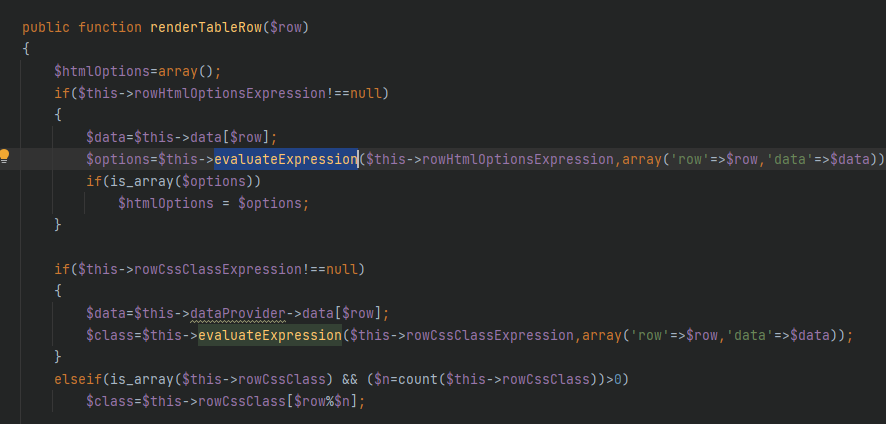 public function renderTableRow($row)
{
$htmlOptions=array();
if($this->rowHtmlOptionsExpression!==null)
{
$data=$this->data[$row];
$options=$this->evaluateExpression($this->rowHtmlOptionsExpression,array('row'=>$row,'data'=>$data))
if(is_array($options))
$htmlOptions = $options;
}
if($this->rowCssClassExpression!==null)
{
$data=$this->dataProvider->data[$row];
$class=$this->evaluateExpression($this->rowCssClassExpression,array('row'=>$row,'data'=>$data));
}
elseif(is_array($this->rowCssClass) && ($n=count($this->rowCssClass))>0)
$class=$this->rowCssClass[$row%$n];